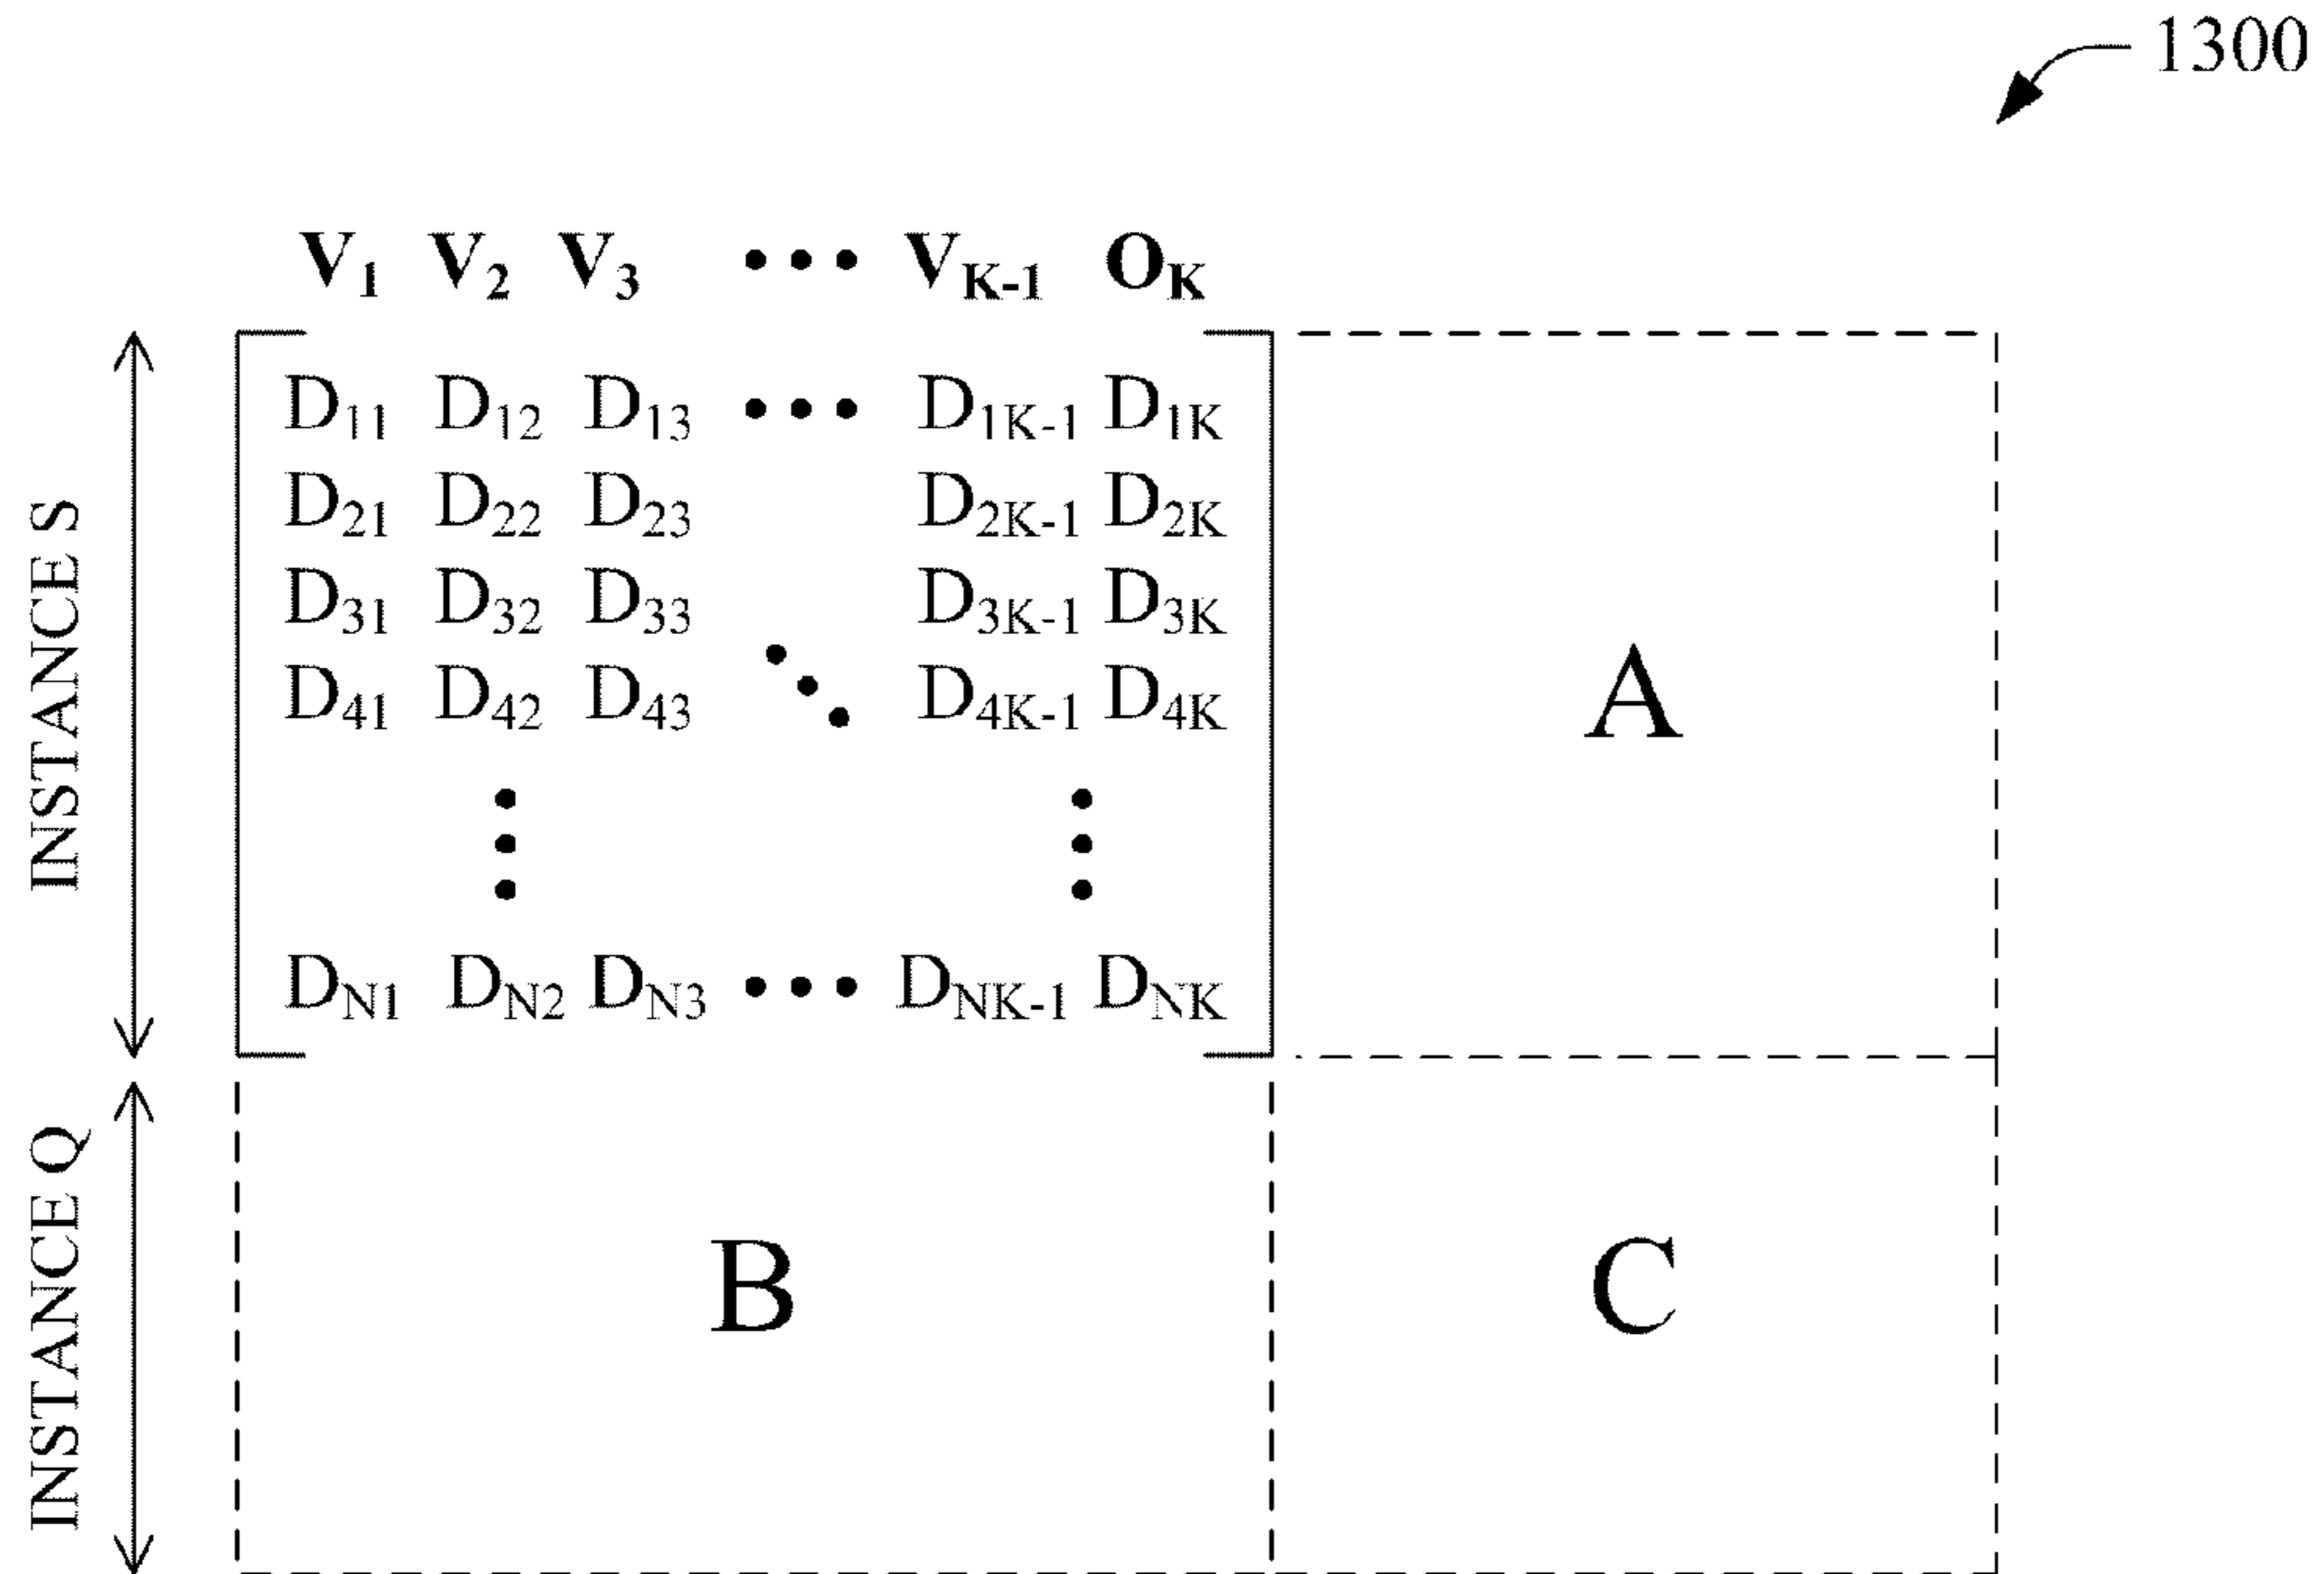 1300
V1 V2 V3 ••• VK-1 OK
D11 D12 D13 ••• D1K-1 D1K
D21 D22 D23 D2K-1 D2K
D31 D32 D33 D3K-1 D3K
D41 D42 D43 D4K-1 D4K
DN1 DN2 DN3 ••• DNK-1 DNK
INSTANCE S
A
INSTANCE Q
B
C